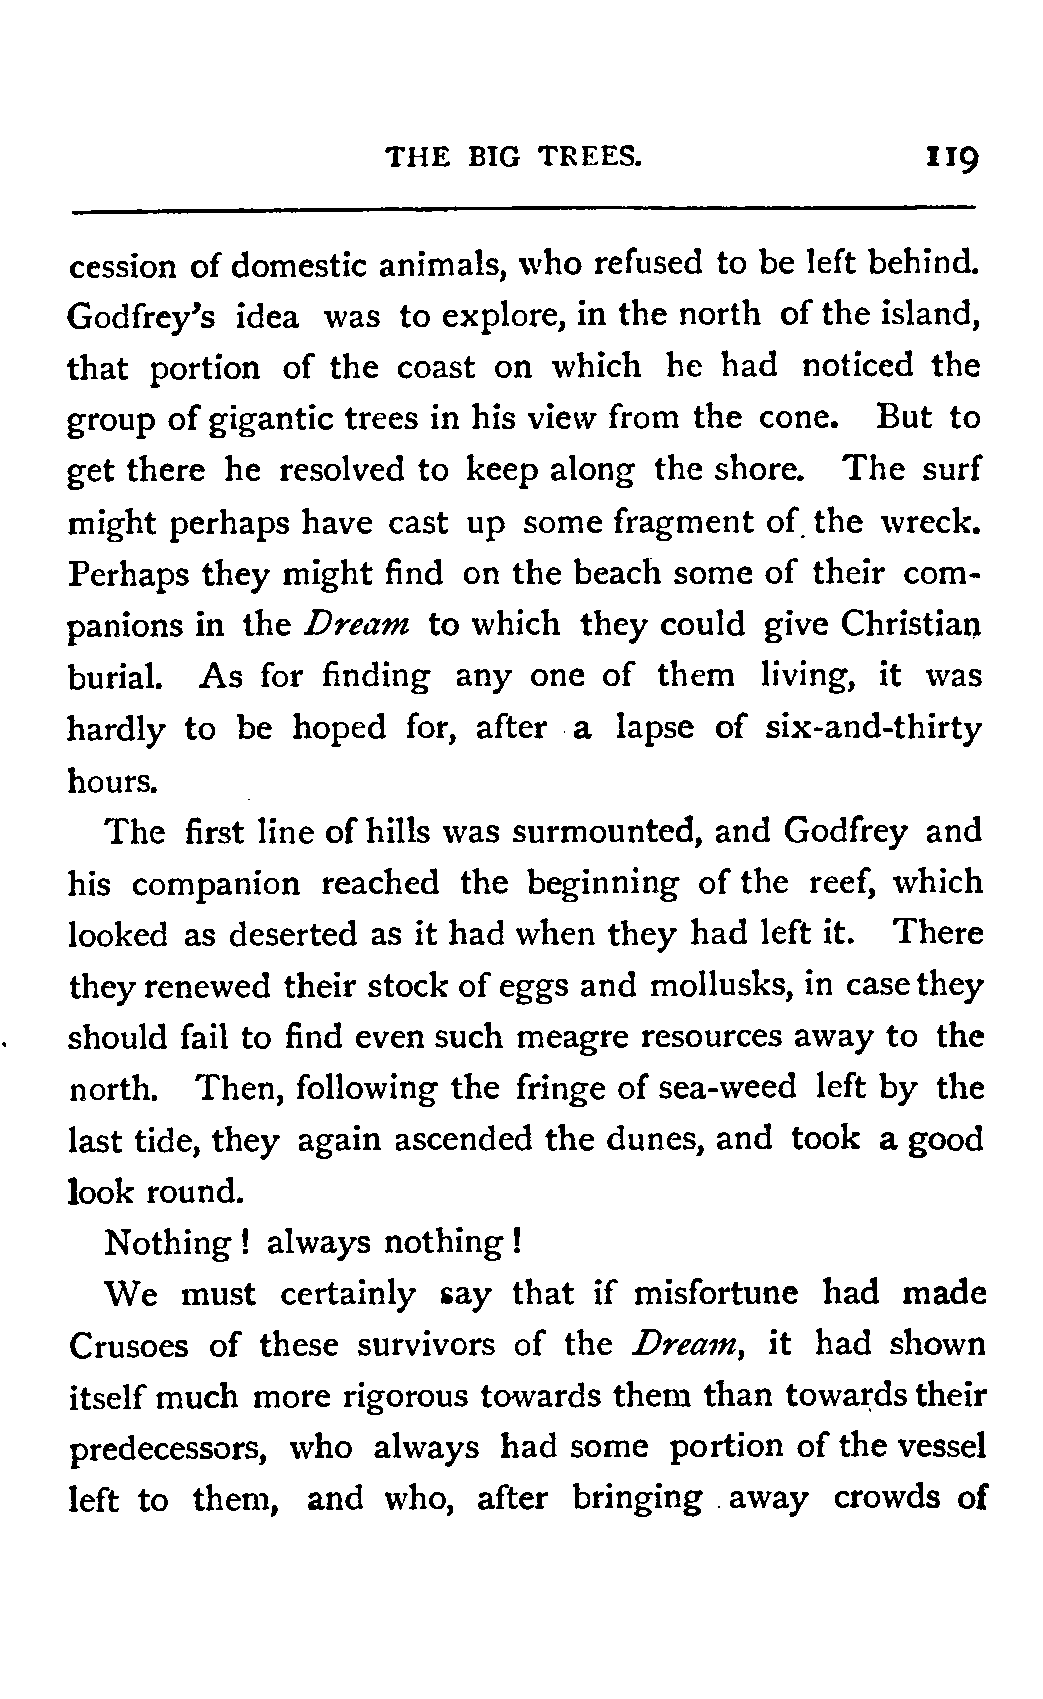 THE BIG TREES. 119
cession of domestic animals, who refused to be left behind.
Godfrey's idea was to explore, in the north of the island,
that portion of the coast on which he had noticed the
group of gigantic trees in his view from the cone. But to
get there he resolved to keep along the shore. The surf
might perhaps have cast up some fragment of the wreck.
Perhaps they might find on the beach some of their com-
panions in the Dream to which they could give Christian
burial. As for finding any one of them living, it was
hardly to be hoped for, after a lapse of six-and-thirty
hours.
The first line of hills was surmounted, and Godfrey and
his companion reached the beginning of the reef, which
looked as deserted as it had when they had left it. There
they renewed their stock of eggs and mollusks, in case they
should fail to find even such meagre resources away to the
north. Then, following the fringe of sea-weed left by the
last tide, they again ascended the dunes, and took a good
look round.
Nothing ! always nothing !
We must certainly say that if misfortune had made
Crusoes of these survivors of the Dream, it had shown
itself much more rigorous towards them than towards their
predecessors, who always had some portion of the vessel
left to them, and who, after bringing away crowds of